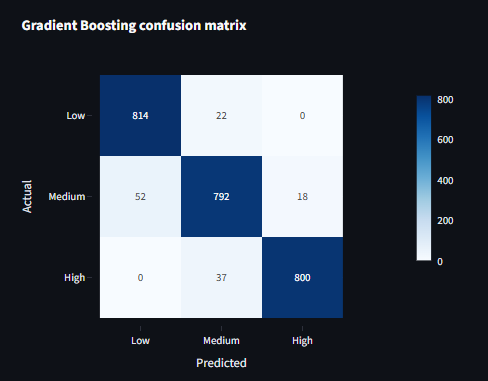 Gradient Boosting confusion matrix
Low 814 22 0
Medium 52 792 18
High 0 37 800
Low Medium High
Predicted
Actual
800
600
400
200
0